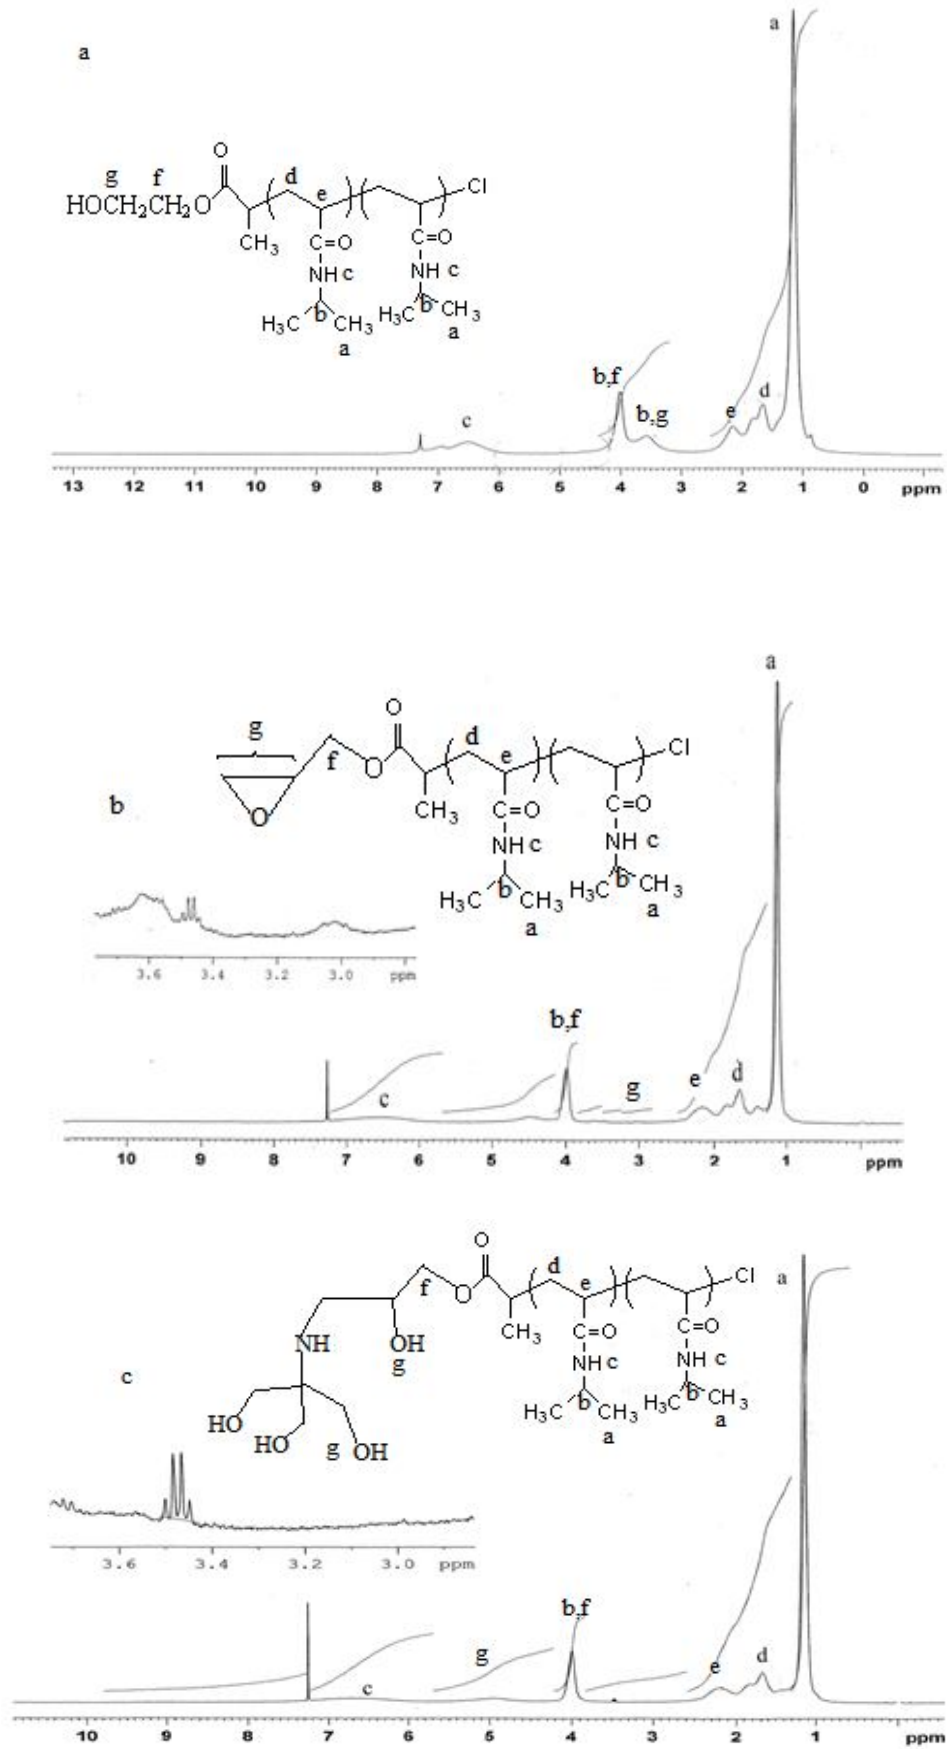 a
a
O
g f
d
e
HOCH₂CH₂O
Cl
CH₃
C=O
C=O
NH c
NH c
b
b
H₃C CH₃
H₃C CH₃
a
a
b,f
b,g
c
e
d
13 12 11 10 9 8 7 6 5 4 3 2 1 0 ppm
a
O
g
f
d
e
O
Cl
O
b
CH₃
C=O
C=O
NH c
NH c
b
b
H₃C CH₃
H₃C CH₃
a
a
3.6 3.4 3.2 3.0 ppm
b,f
c
g
e
d
10 9 8 7 6 5 4 3 2 1 ppm
O
a
f
d
e
O
Cl
CH₃
NH
OH
g
C=O
C=O
c
NH c
NH c
b
b
H₃C CH₃
H₃C CH₃
a
a
HO
HO
g
OH
3.6 3.4 3.2 3.0 ppm
b,f
g
c
e
d
10 9 8 7 6 5 4 3 2 1 ppm